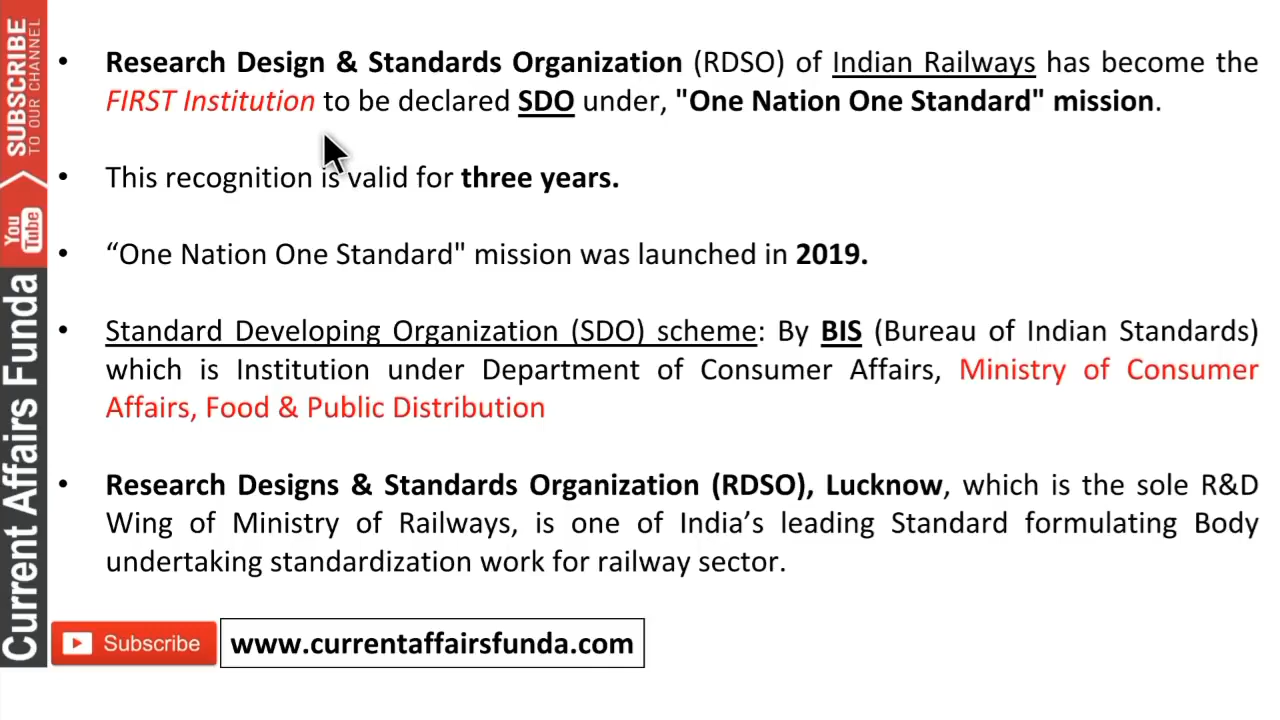 • Research Design & Standards Organization (RDSO) of Indian Railways has become the
FIRST Institution to be declared SDO under, "One Nation One Standard" mission.
• This recognition is valid for three years.
• “One Nation One Standard" mission was launched in 2019.
• Standard Developing Organization (SDO) scheme: By BIS (Bureau of Indian Standards)
which is Institution under Department of Consumer Affairs, Ministry of Consumer
Affairs, Food & Public Distribution
• Research Designs & Standards Organization (RDSO), Lucknow, which is the sole R&D
Wing of Ministry of Railways, is one of India’s leading Standard formulating Body
undertaking standardization work for railway sector.
Subscribe
www.currentaffairsfunda.com
SUBSCRIBE
TO OUR CHANNEL
You
Tube
Current Affairs Funda